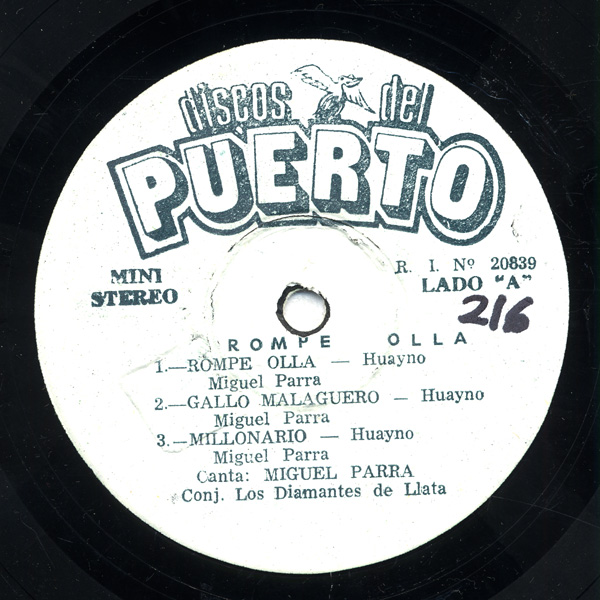 discos del
PUERTO
MINI
STEREO
R. I. Nº 20839
LADO "A"
216
ROMPE OLLA
1.—ROMPE OLLA — Huayno
Miguel Parra
2.—GALLO MALAGUERO — Huayno
Miguel Parra
3.—MILLONARIO — Huayno
Miguel Parra
Canta: MIGUEL PARRA
Conj. Los Diamantes de Llata